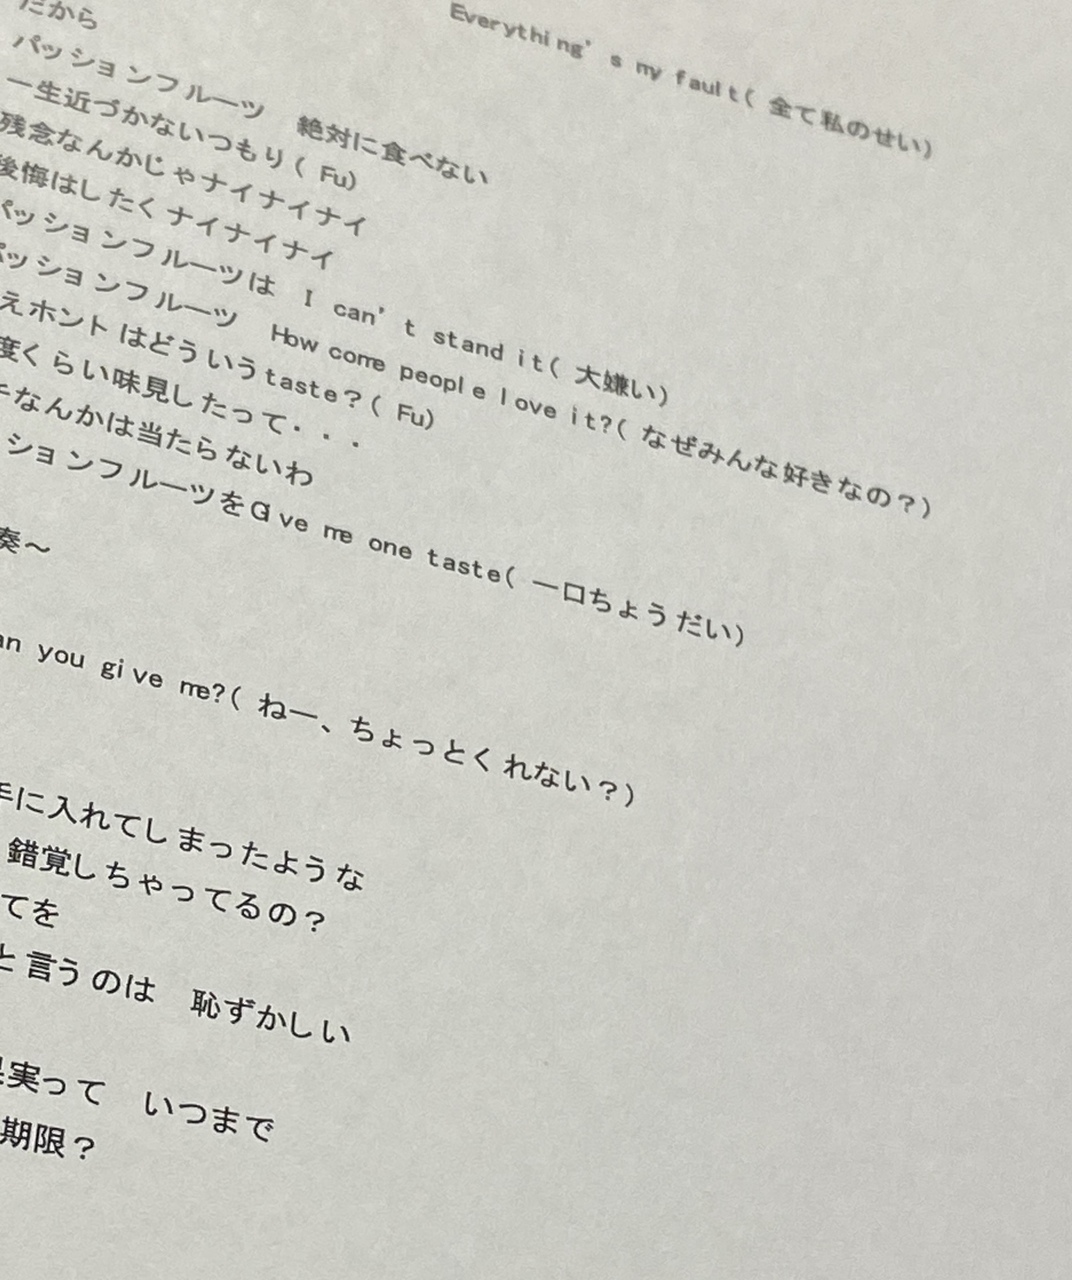 Everything's my fault(全て私のせい)
だから
パッションフルーツ　絶対に食べない
一生近づかないつもり(Fu)
残念なんかじゃナイナイナイ
後悔はしたくナイナイナイ
パッションフルーツは　I can't stand it(大嫌い)
パッションフルーツ　How come people love it?(なぜみんな好きなの？)
えホントはどういうtaste？(Fu)
度くらい味見したって・・・
なんかは当たらないわ
ションフルーツをGive me one taste(一口ちょうだい)
奏～
an you give me?(ねー、ちょっとくれない？)
手に入れてしまったような
錯覚しちゃってるの？
てを
と言うのは　恥ずかしい
実って　いつまで
期限？